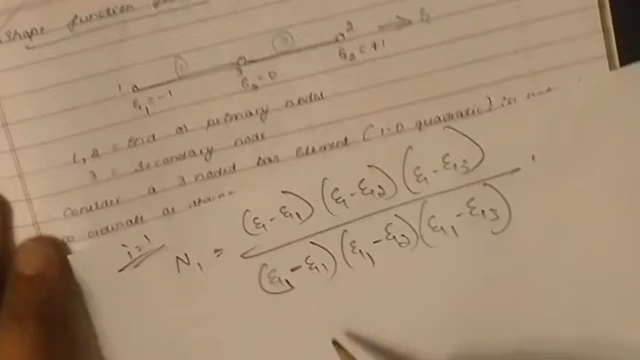 Shape function
1 ① 3 ② 2 ξ
ξ₁ = -1 ξ₃ = 0 ξ₂ = +1
1, 2 = End or primary nodes
3 = Secondary node
Consider a 3 noded bar element (1-D quadratic) in
co ordinate as
i=1
N₁ = (ξ - ξ₁) (ξ - ξ₂) (ξ - ξ₃) / (ξ₁ - ξ₁) (ξ₁ - ξ₂) (ξ₁ - ξ₃)